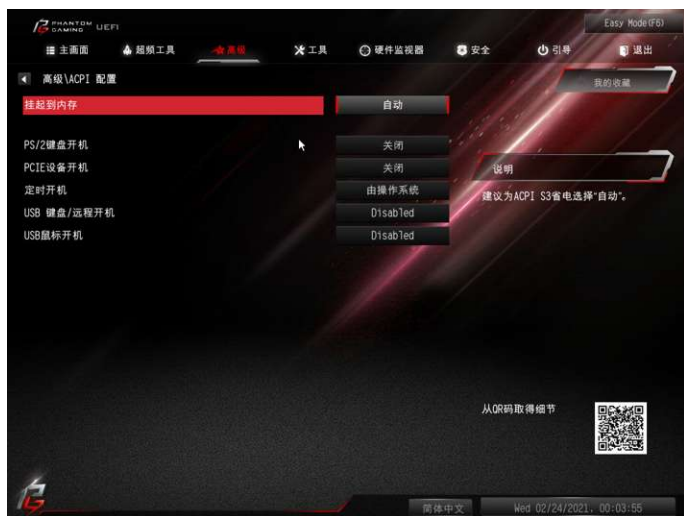 PHANTOM
GAMING UEFI
Easy Mode(F6)
主画面 超频工具 高级 工具 硬件监视器 安全 引导 退出
高级\ACPI 配置
我的收藏
挂起到内存 自动
PS/2键盘开机 关闭
PCIE设备开机 关闭
定时开机 由操作系统
USB 键盘/远程开机 Disabled
USB鼠标开机 Disabled
说明
建议为ACPI S3省电选择“自动”。
从QR码取得细节
简体中文 Wed 02/24/2021, 00:03:55